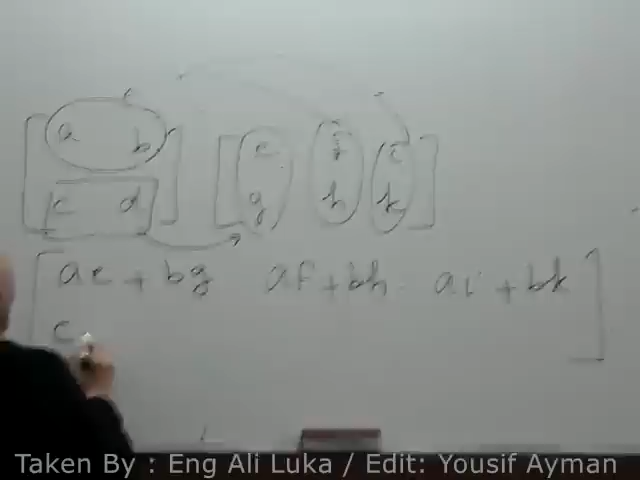 a b e f i
c d g h k
ae + bg af + bh ai + bk
c
Taken By : Eng Ali Luka / Edit: Yousif Ayman